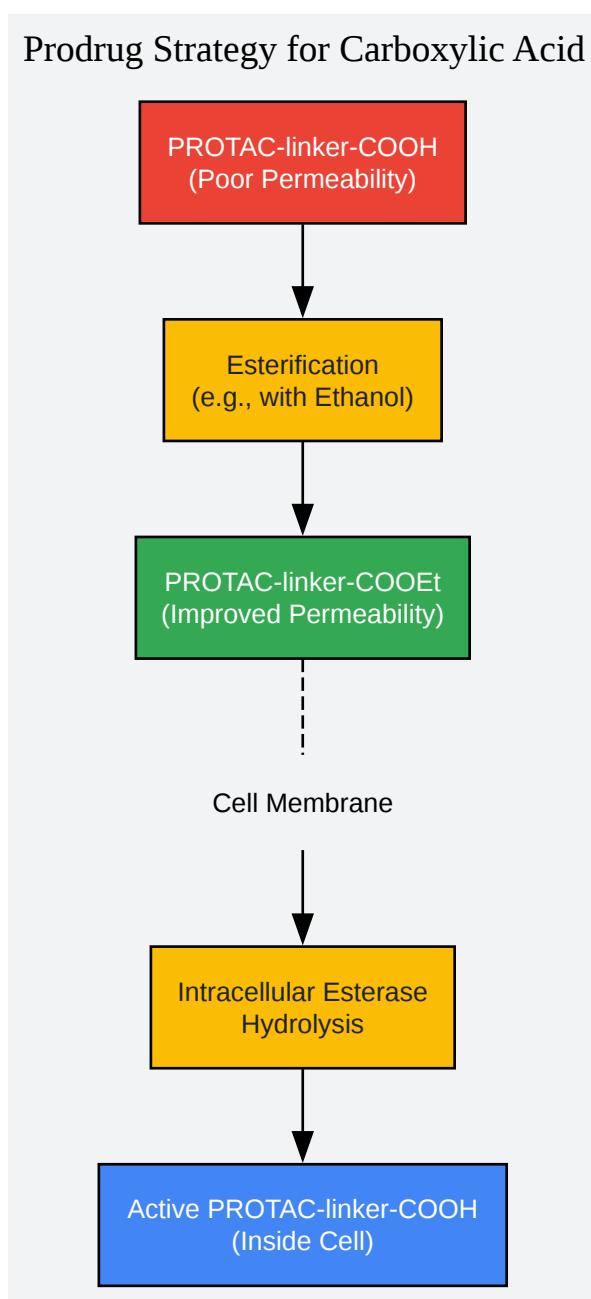 Prodrug Strategy for Carboxylic Acid
PROTAC-linker-COOH
(Poor Permeability)
Esterification
(e.g., with Ethanol)
PROTAC-linker-COOEt
(Improved Permeability)
Cell Membrane
Intracellular Esterase
Hydrolysis
Active PROTAC-linker-COOH
(Inside Cell)